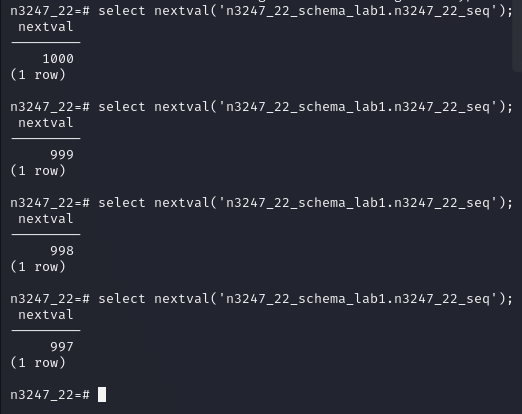 n3247_22=# select nextval('n3247_22_schema_lab1.n3247_22_seq');
nextval
─────────
1000
(1 row)
n3247_22=# select nextval('n3247_22_schema_lab1.n3247_22_seq');
nextval
─────────
999
(1 row)
n3247_22=# select nextval('n3247_22_schema_lab1.n3247_22_seq');
nextval
─────────
998
(1 row)
n3247_22=# select nextval('n3247_22_schema_lab1.n3247_22_seq');
nextval
─────────
997
(1 row)
n3247_22=#